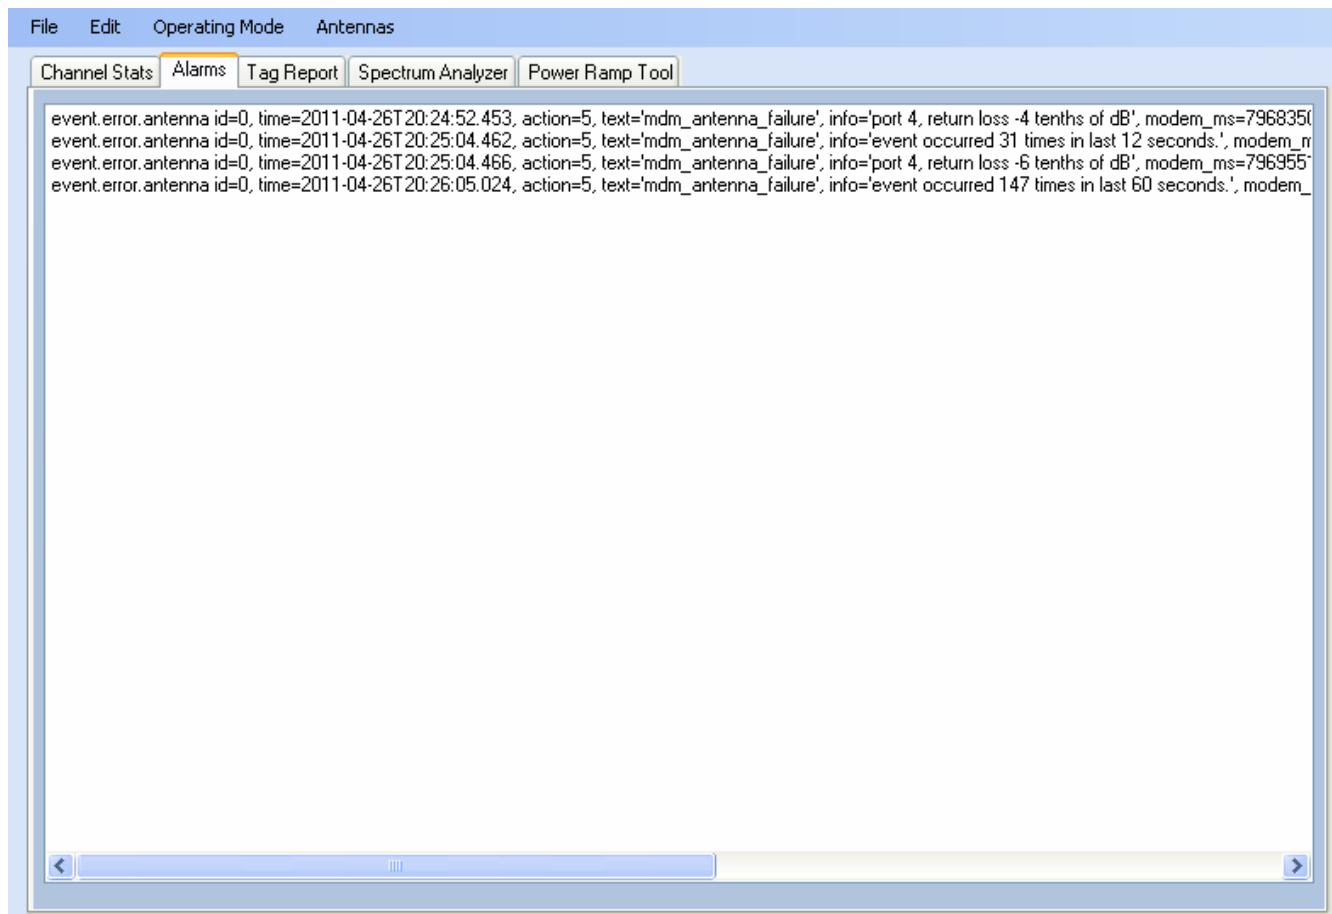 File Edit Operating Mode Antennas
Channel Stats Alarms Tag Report Spectrum Analyzer Power Ramp Tool
event.error.antenna id=0, time=2011-04-26T20:24:52.453, action=5, text='mdm_antenna_failure', info='port 4, return loss -4 tenths of dB', modem_ms=796835
event.error.antenna id=0, time=2011-04-26T20:25:04.462, action=5, text='mdm_antenna_failure', info='event occurred 31 times in last 12 seconds.', modem_
event.error.antenna id=0, time=2011-04-26T20:25:04.466, action=5, text='mdm_antenna_failure', info='port 4, return loss -6 tenths of dB', modem_ms=796955
event.error.antenna id=0, time=2011-04-26T20:26:05.024, action=5, text='mdm_antenna_failure', info='event occurred 147 times in last 60 seconds.', modem_